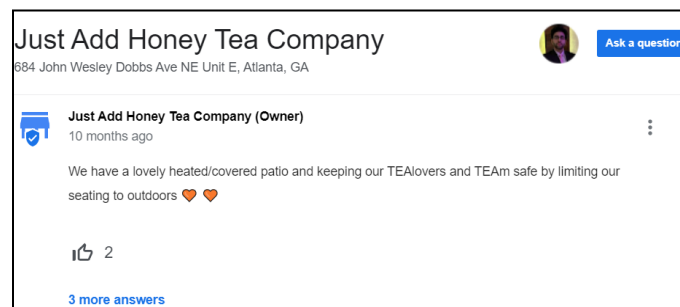 Just Add Honey Tea Company
684 John Wesley Dobbs Ave NE Unit E, Atlanta, GA
Ask a question
Just Add Honey Tea Company (Owner)
10 months ago
We have a lovely heated/covered patio and keeping our TEAlovers and TEAm safe by limiting our
seating to outdoors 🧡 🧡
2
3 more answers